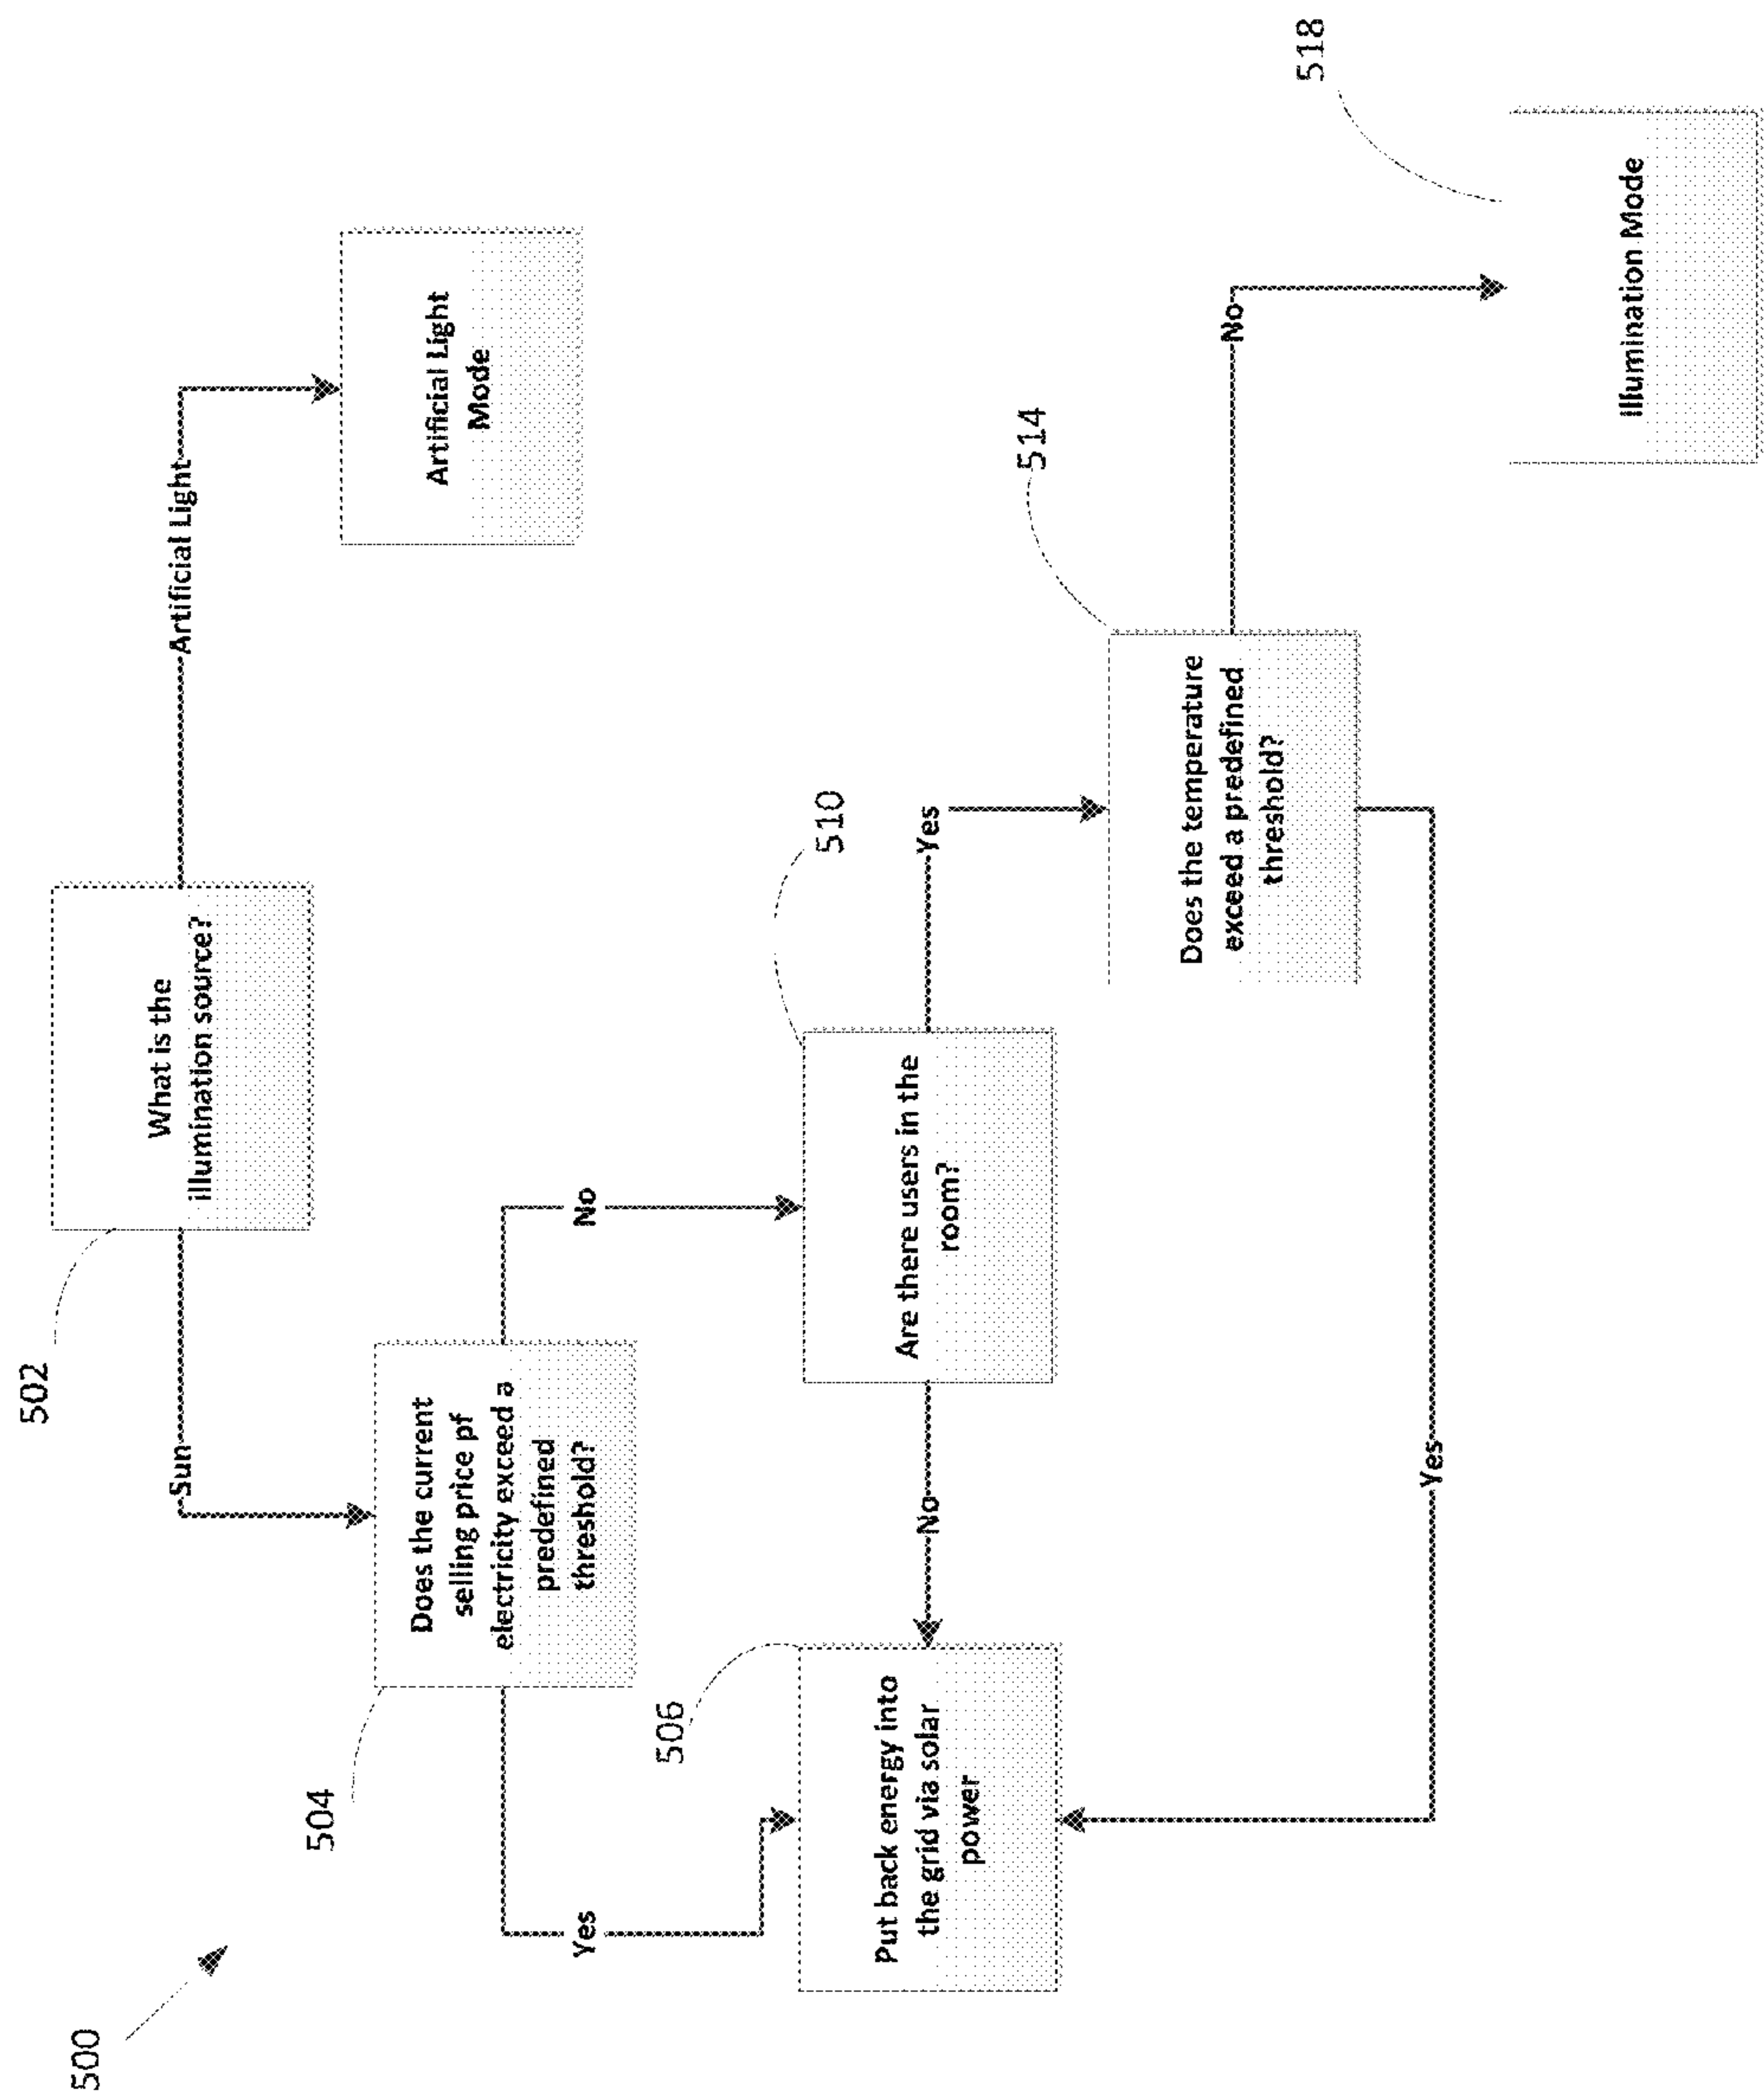 500
502
What is the
illumination source?
Sun
Artificial Light
504
Does the current
selling price pf
electricity exceed a
predefined
threshold?
Artificial Light
Mode
Yes
No
506
Put back energy into
the grid via solar
power
No
510
Are there users in the
room?
Yes
514
Does the temperature
exceed a predefined
threshold?
No
Yes
518
Illumination Mode